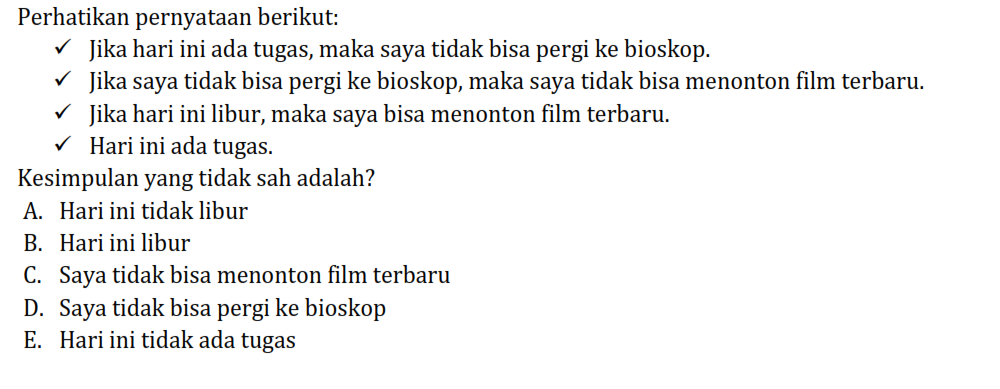 Perhatikan pernyataan berikut:
✓ Jika hari ini ada tugas, maka saya tidak bisa pergi ke bioskop.
✓ Jika saya tidak bisa pergi ke bioskop, maka saya tidak bisa menonton film terbaru.
✓ Jika hari ini libur, maka saya bisa menonton film terbaru.
✓ Hari ini ada tugas.
Kesimpulan yang tidak sah adalah?
A. Hari ini tidak libur
B. Hari ini libur
C. Saya tidak bisa menonton film terbaru
D. Saya tidak bisa pergi ke bioskop
E. Hari ini tidak ada tugas